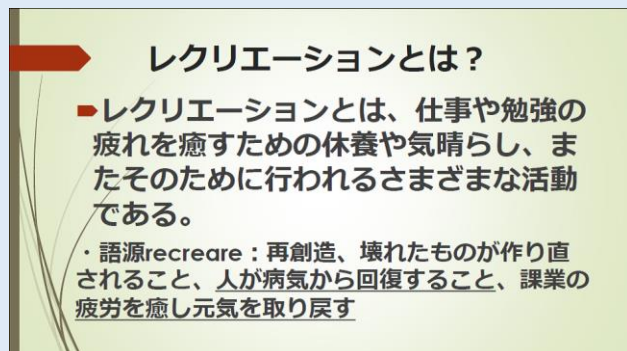 レクリエーションとは？
レクリエーションとは、仕事や勉強の
疲れを癒すための休養や気晴らし、ま
たそのために行われるさまざまな活動
である。
・語源recreare：再創造、壊れたものが作り直
されること、人が病気から回復すること、課業の
疲労を癒し元気を取り戻す